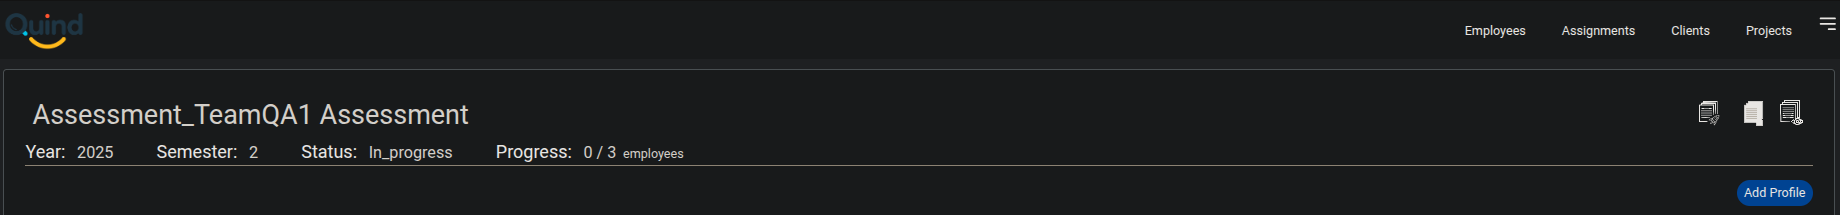 Quind
Employees Assignments Clients Projects
Assessment_TeamQA1 Assessment
Year: 2025 Semester: 2 Status: In_progress Progress: 0 / 3 employees
Add Profile